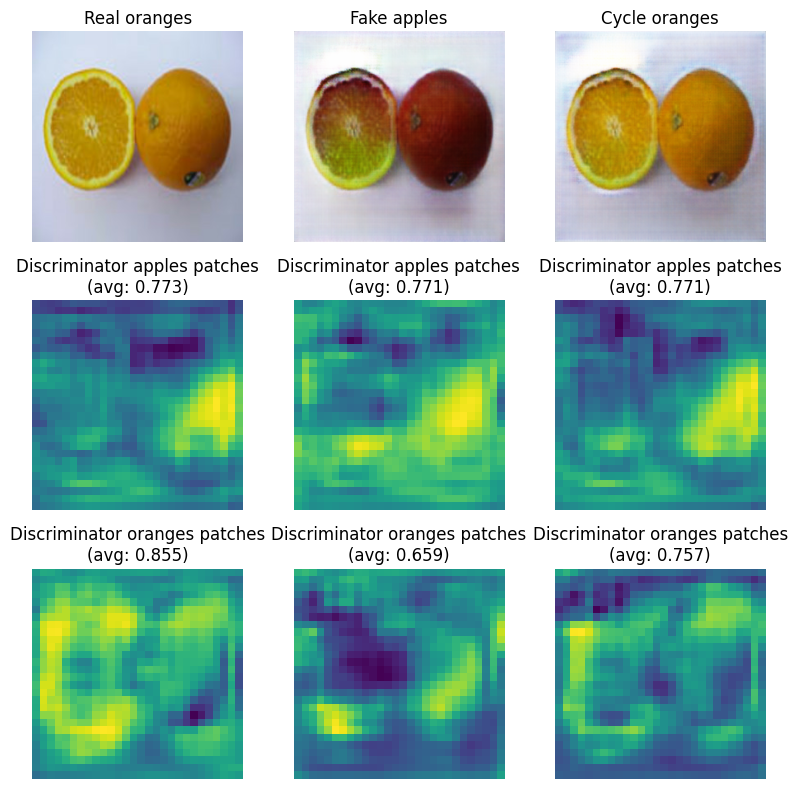 Real oranges
Fake apples
Cycle oranges
Discriminator apples patches
(avg: 0.773)
Discriminator apples patches
(avg: 0.771)
Discriminator apples patches
(avg: 0.771)
Discriminator oranges patches
(avg: 0.855)
Discriminator oranges patches
(avg: 0.659)
Discriminator oranges patches
(avg: 0.757)